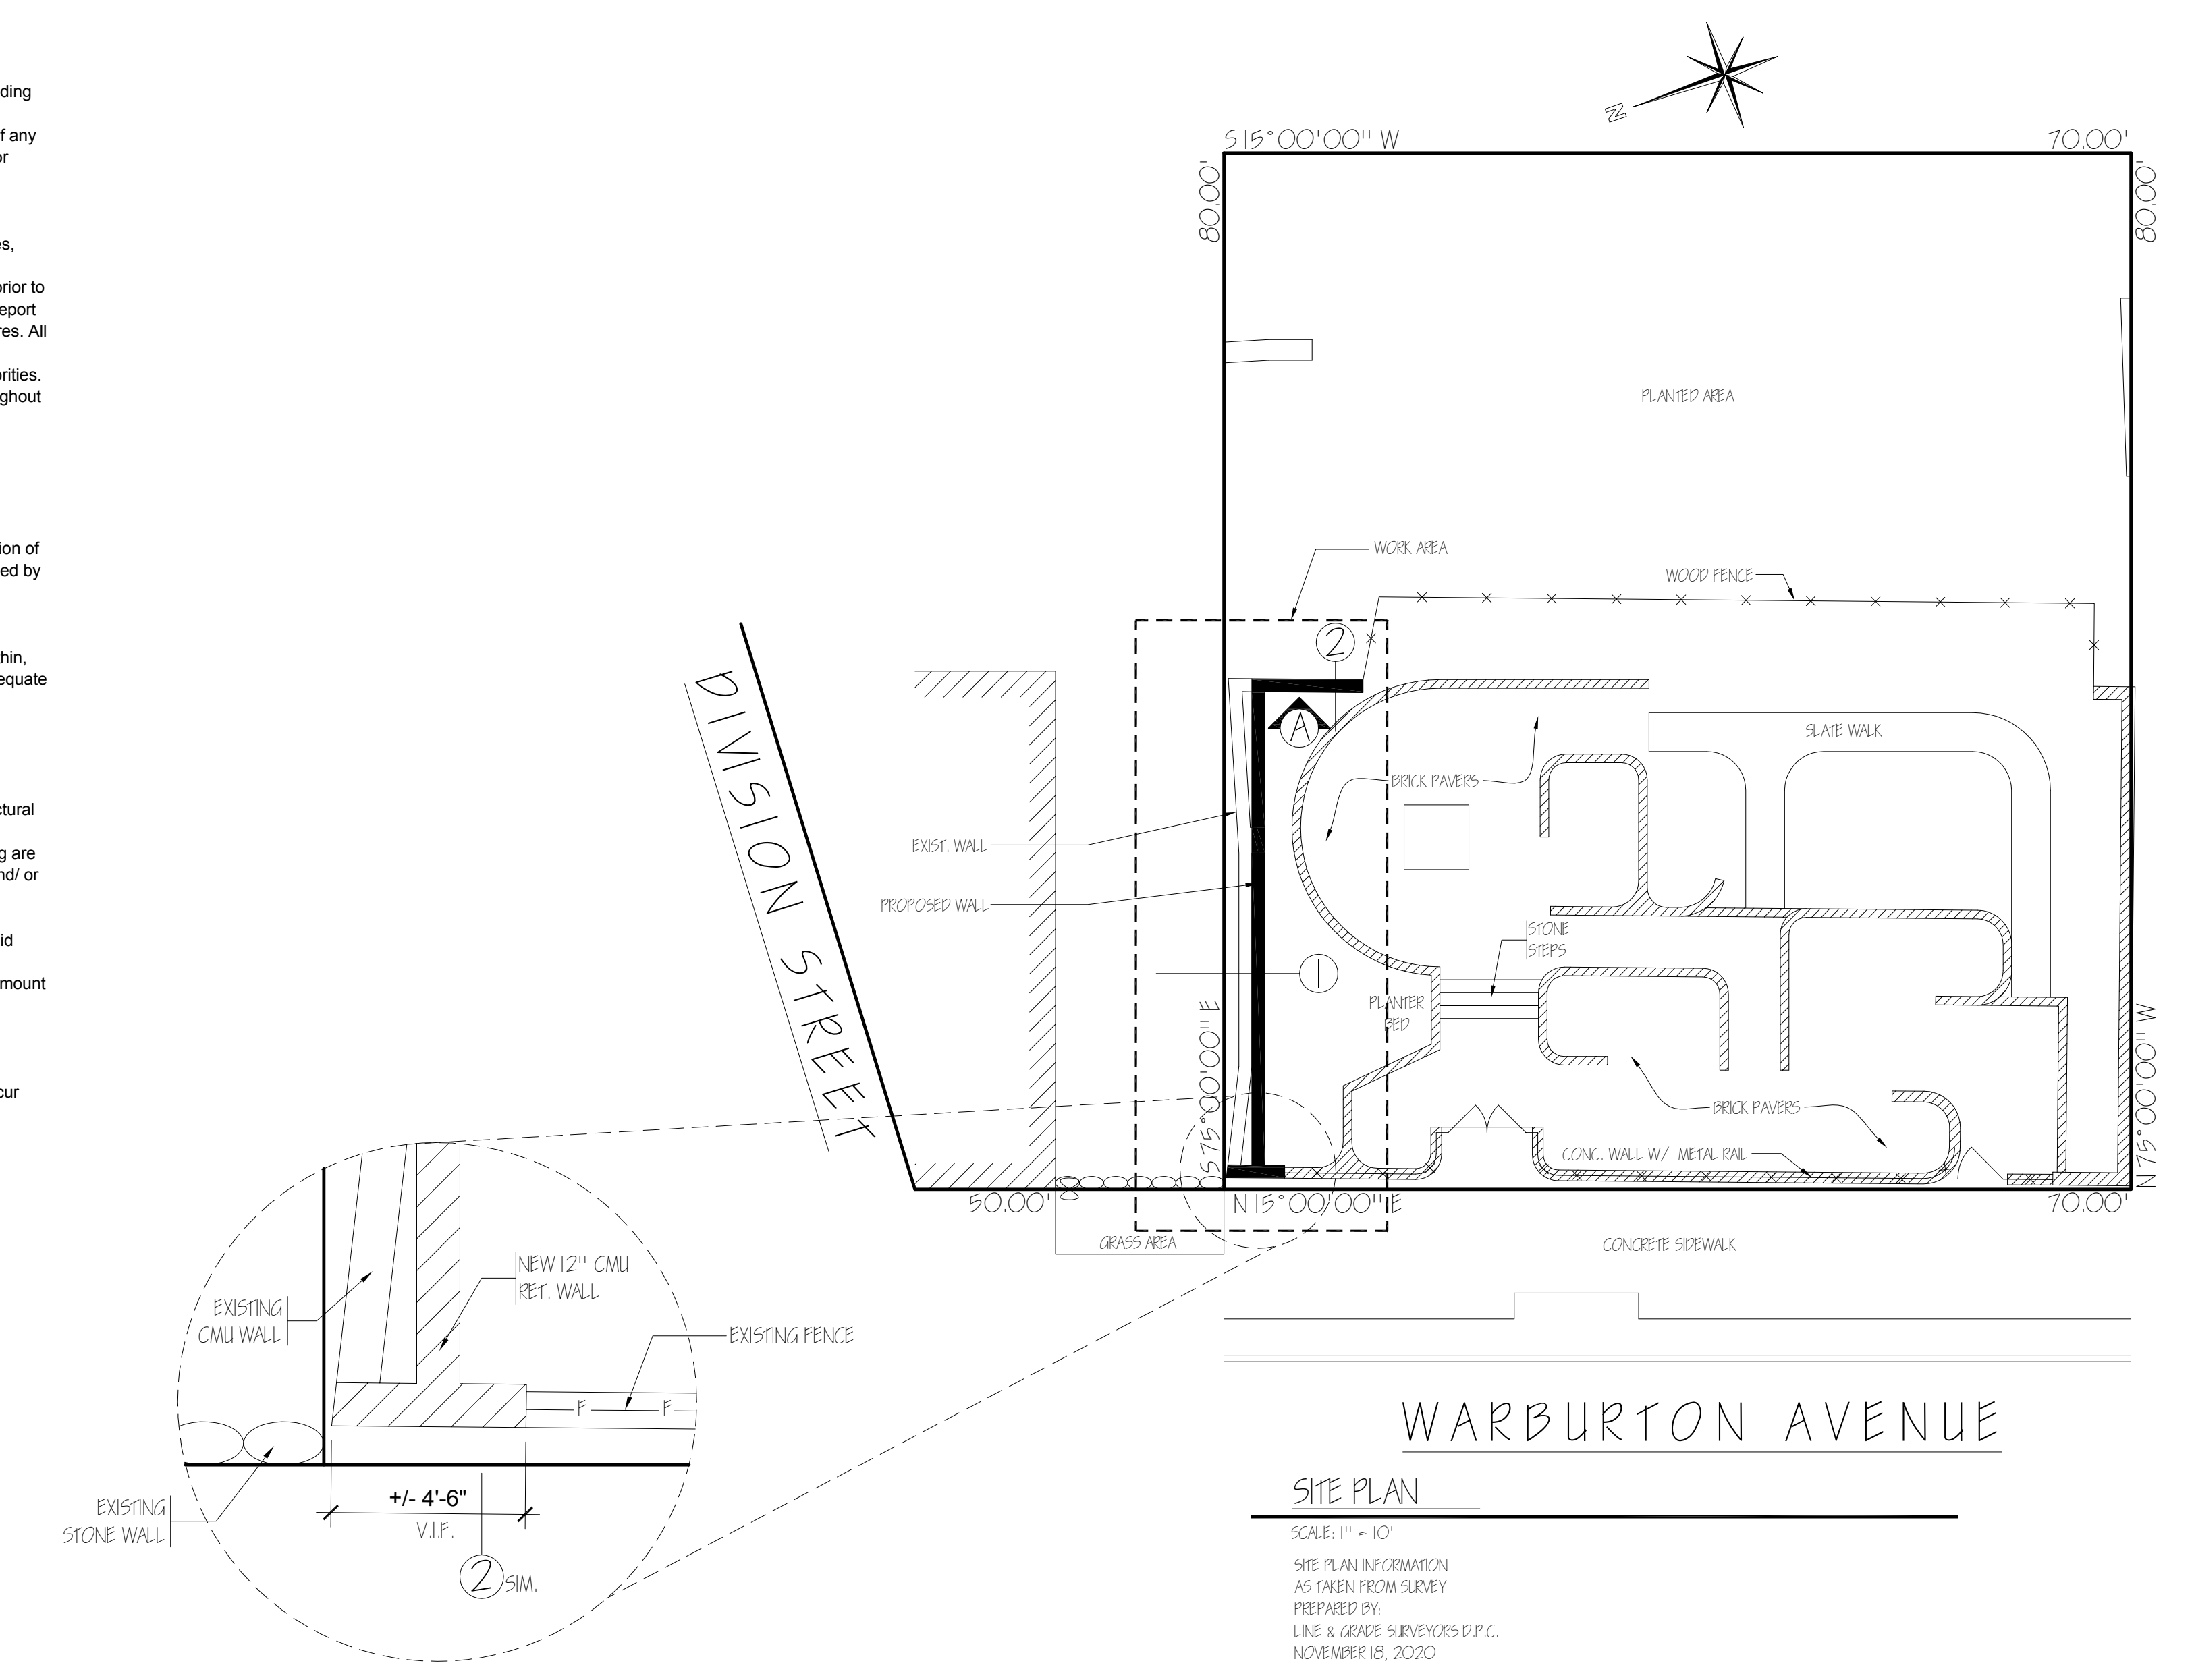 ding
f any
or
es,
prior to
eport
res. All
orities.
ghout
ion of
ed by
thin,
equate
ctural
g are
nd/ or
id
mount
cur
N
S 15°00'00" W
70.00'
80.00'
80.00'
PLANTED AREA
WORK AREA
WOOD FENCE
2
A
SLATE WALK
BRICK PAVERS
EXIST. WALL
PROPOSED WALL
STONE
STEPS
1
PLANTER
BED
DIVISION STREET
S 75°00'00" E
N 75°00'00" W
BRICK PAVERS
CONC. WALL W/ METAL RAIL
50.00'
N 15°00'00" E
70.00'
GRASS AREA
CONCRETE SIDEWALK
NEW 12" CMU
RET. WALL
EXISTING
CMU WALL
EXISTING FENCE
F
F
EXISTING
STONE WALL
+/- 4'-6"
V.I.F.
2 SIM.
WARBURTON AVENUE
SITE PLAN
SCALE: 1" = 10'
SITE PLAN INFORMATION
AS TAKEN FROM SURVEY
PREPARED BY:
LINE & GRADE SURVEYORS D.P.C.
NOVEMBER 18, 2020